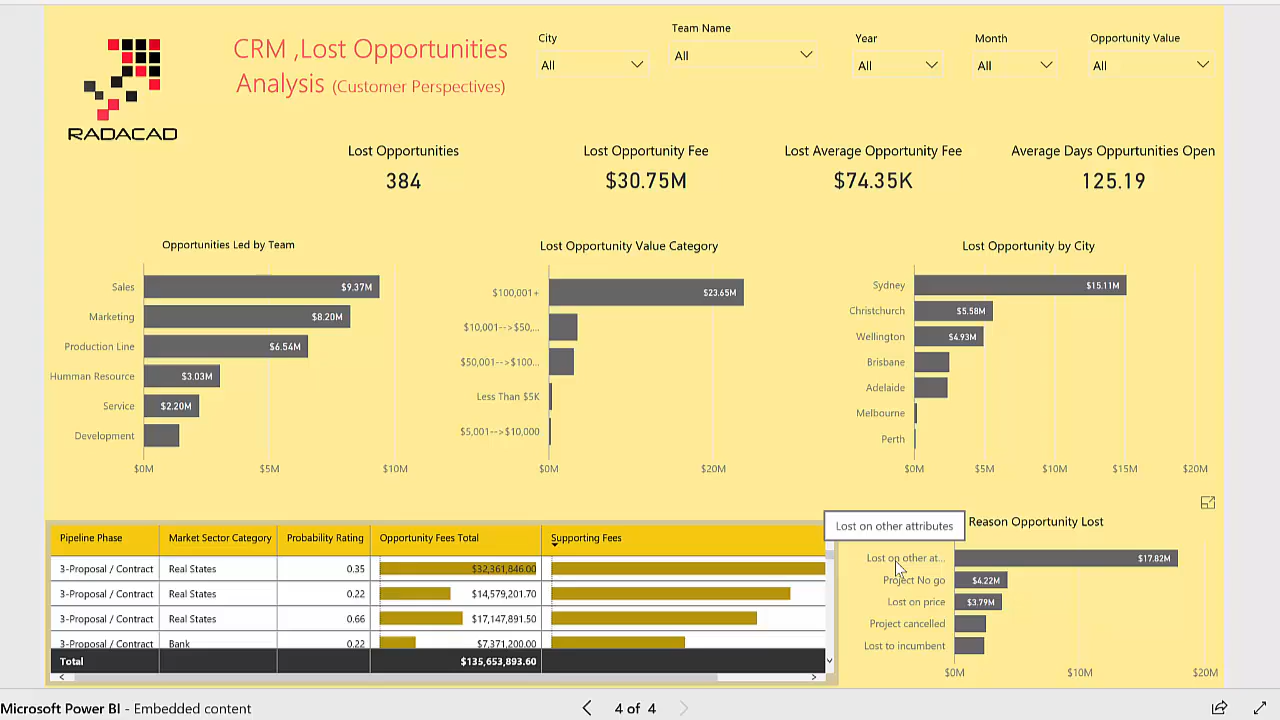 CRM ,Lost Opportunities
Analysis (Customer Perspectives)
RADACAD
City
All
Team Name
All
Year
All
Month
All
Opportunity Value
All
Lost Opportunities
384
Lost Opportunity Fee
$30.75M
Lost Average Opportunity Fee
$74.35K
Average Days Oppurtunities Open
125.19
Opportunities Led by Team
Sales
$9.37M
Marketing
$8.20M
Production Line
$6.54M
Humman Resource
$3.03M
Service
$2.20M
Development
$0M
$5M
$10M
Lost Opportunity Value Category
$100,001+
$23.65M
$10,001-->$50,...
$50,001-->$100...
Less Than $5K
$5,001-->$10,000
$0M
$20M
Lost Opportunity by City
Sydney
$15.11M
Christchurch
$5.58M
Wellington
$4.93M
Brisbane
Adelaide
Melbourne
Perth
$0M
$5M
$10M
$15M
$20M
Pipeline Phase Market Sector Category Probability Rating Opportunity Fees Total Supporting Fees
3-Proposal / Contract Real States 0.35 $32,361,846.00
3-Proposal / Contract Real States 0.22 $14,579,201.70
3-Proposal / Contract Real States 0.66 $17,147,891.50
3-Proposal / Contract Bank 0.22 $7,371,200.00
Total $135,653,893.60
Lost on other attributes
Reason Opportunity Lost
Lost on other at...
$17.82M
Project No go
$4.22M
Lost on price
$3.79M
Project cancelled
Lost to incumbent
$0M
$10M
$20M
Microsoft Power BI - Embedded content
4 of 4